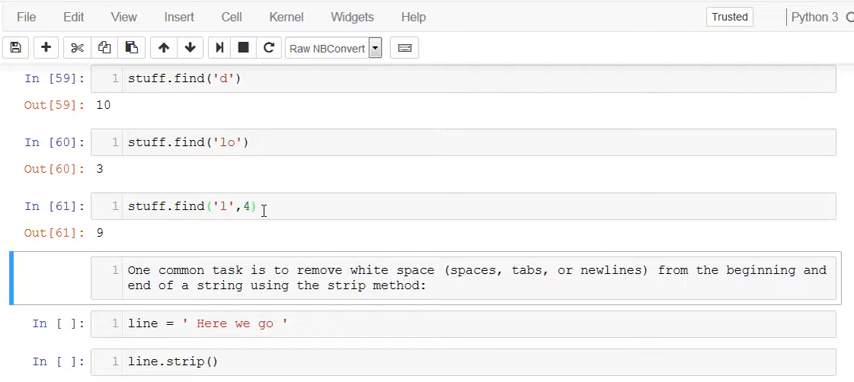 File Edit View Insert Cell Kernel Widgets Help Trusted Python 3
Raw NBConvert
In [59]: 1 stuff.find('d')
Out[59]: 10
In [60]: 1 stuff.find('lo')
Out[60]: 3
In [61]: 1 stuff.find('l',4)
Out[61]: 9
1 One common task is to remove white space (spaces, tabs, or newlines) from the beginning and
end of a string using the strip method:
In [ ]: 1 line = ' Here we go '
In [ ]: 1 line.strip()